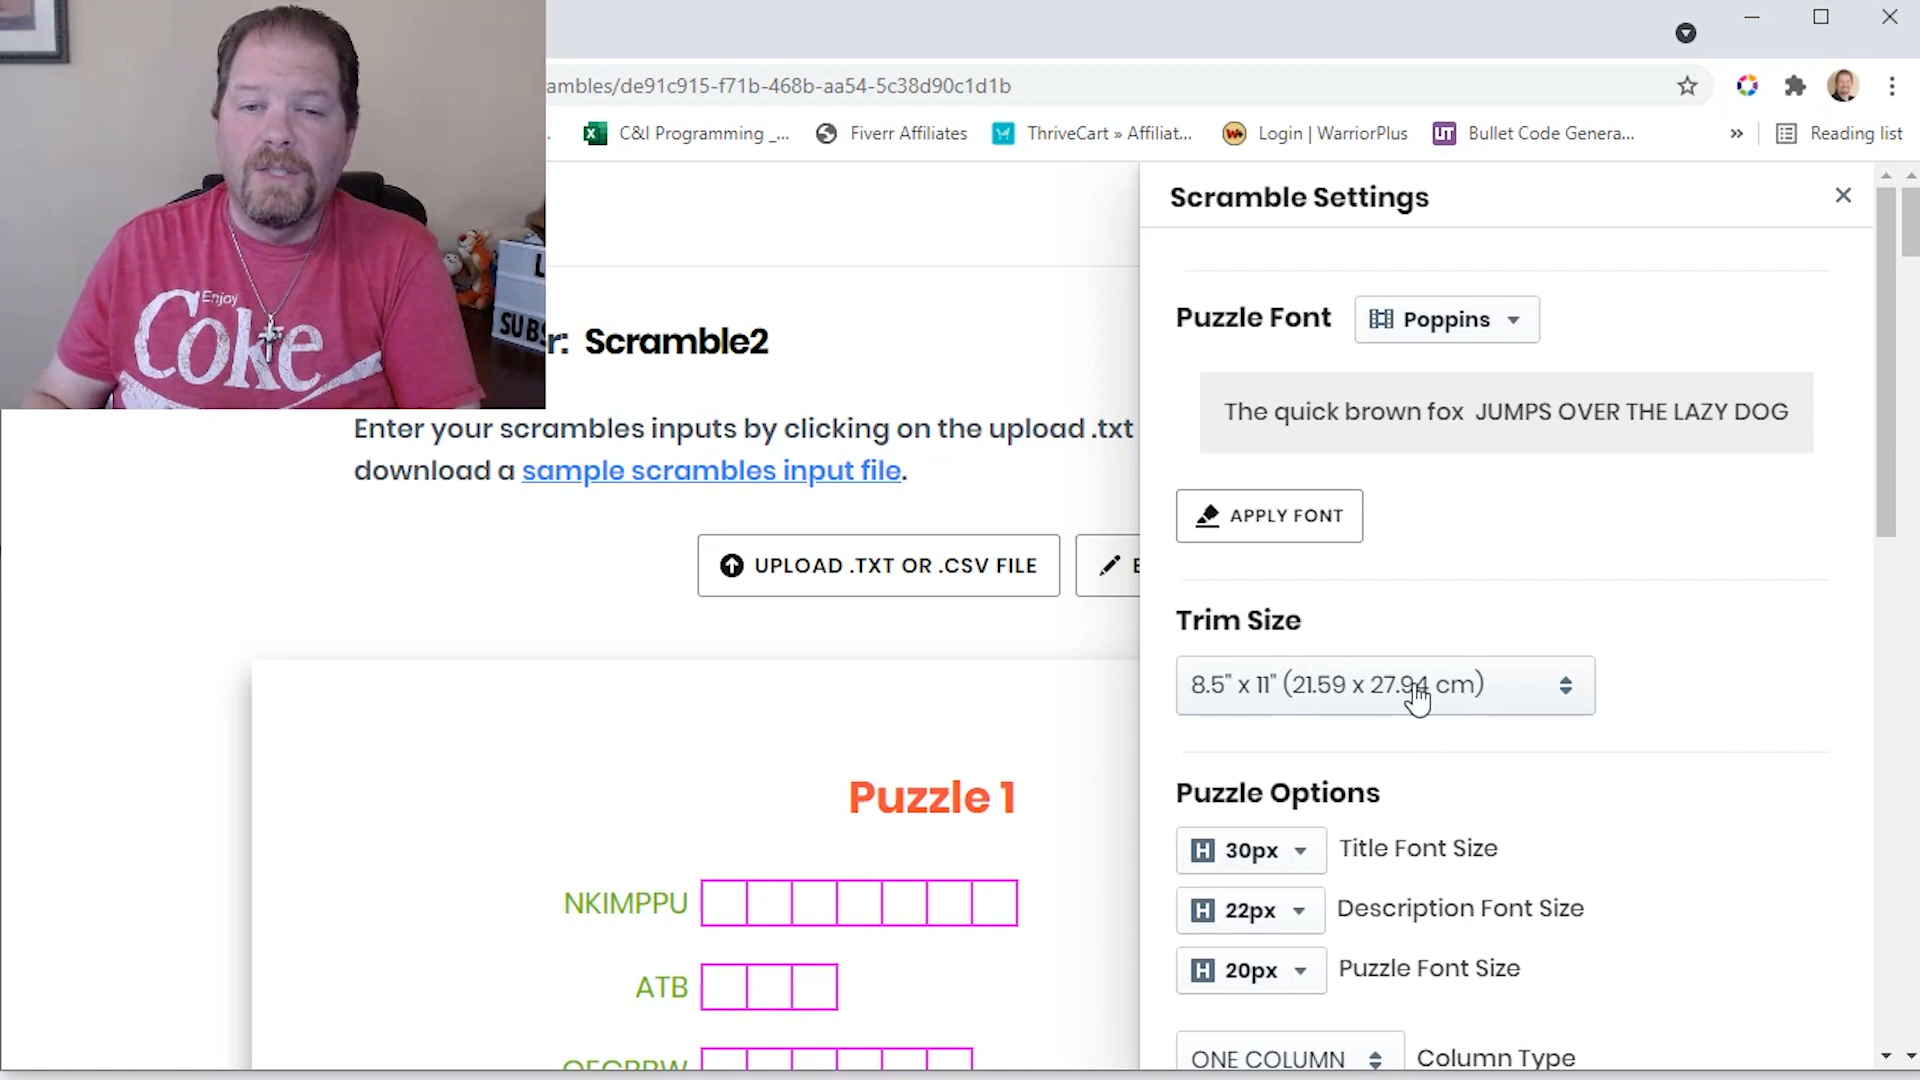 ambles/de91c915-f71b-468b-aa54-5c38d90c1d1b
C&I Programming _...
Fiverr Affiliates
ThriveCart » Affiliat...
Login | WarriorPlus
UT
Bullet Code Genera...
»
Reading list
Enjoy
Coke
L
SUBS
r: Scramble2
Enter your scrambles inputs by clicking on the upload .txt
download a sample scrambles input file.
UPLOAD .TXT OR .CSV FILE
E
Puzzle 1
NKIMPPU
ATB
Scramble Settings
Puzzle Font
Poppins
The quick brown fox JUMPS OVER THE LAZY DOG
APPLY FONT
Trim Size
8.5" x 11" (21.59 x 27.94 cm)
Puzzle Options
H 30px Title Font Size
H 22px Description Font Size
H 20px Puzzle Font Size
ONE COLUMN Column Type